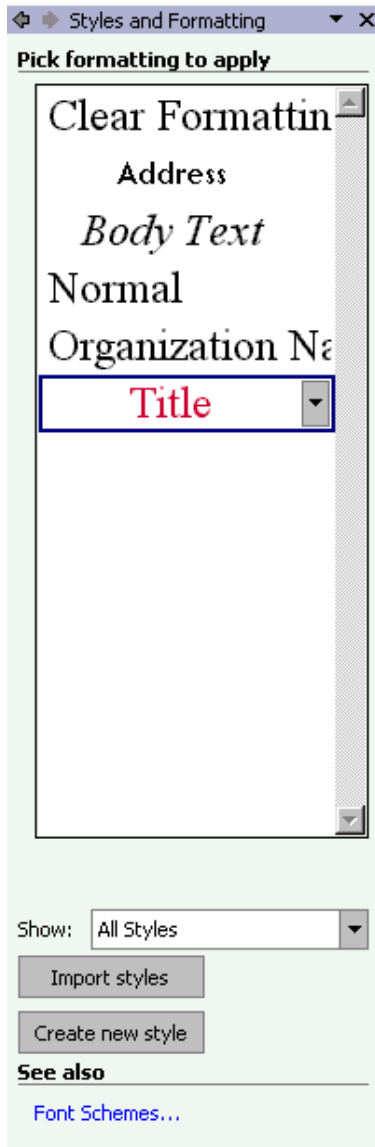 Styles and Formatting
Pick formatting to apply
Clear Formattin
Address
Body Text
Normal
Organization Na
Title
Show: All Styles
Import styles
Create new style
See also
Font Schemes...